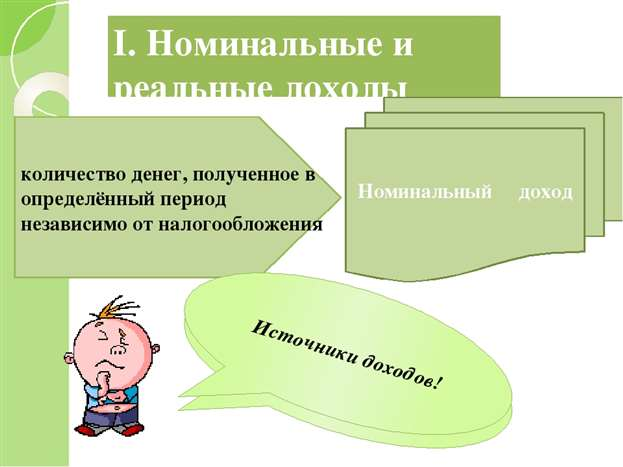 I. Номинальные и
реальные доходы
количество денег, полученное в
определённый период
независимо от налогообложения
Номинальный доход
Источники доходов!